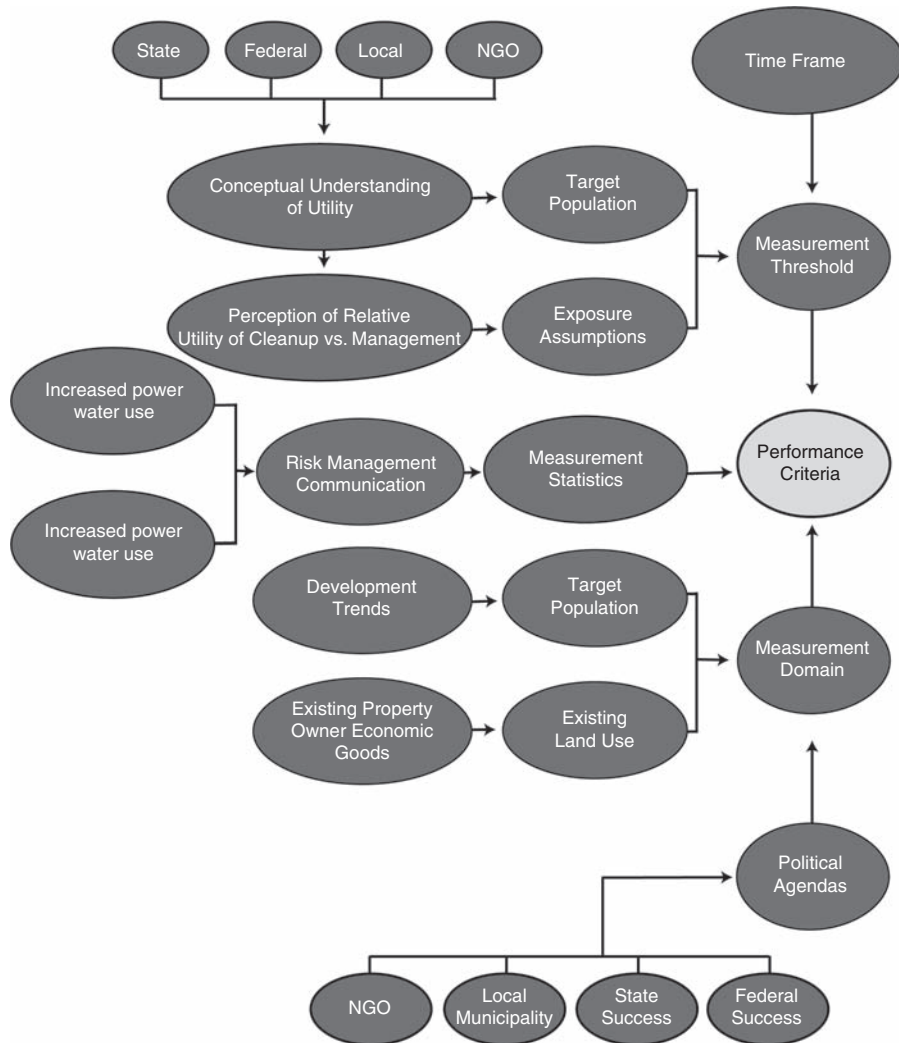 State
Federal
Local
NGO
Time Frame
Conceptual Understanding
of Utility
Target
Population
Measurement
Threshold
Perception of Relative
Utility of Cleanup vs. Management
Exposure
Assumptions
Increased power
water use
Risk Management
Communication
Measurement
Statistics
Performance
Criteria
Increased power
water use
Development
Trends
Target
Population
Measurement
Domain
Existing Property
Owner Economic
Goods
Existing
Land Use
Political
Agendas
NGO
Local
Municipality
State
Success
Federal
Success